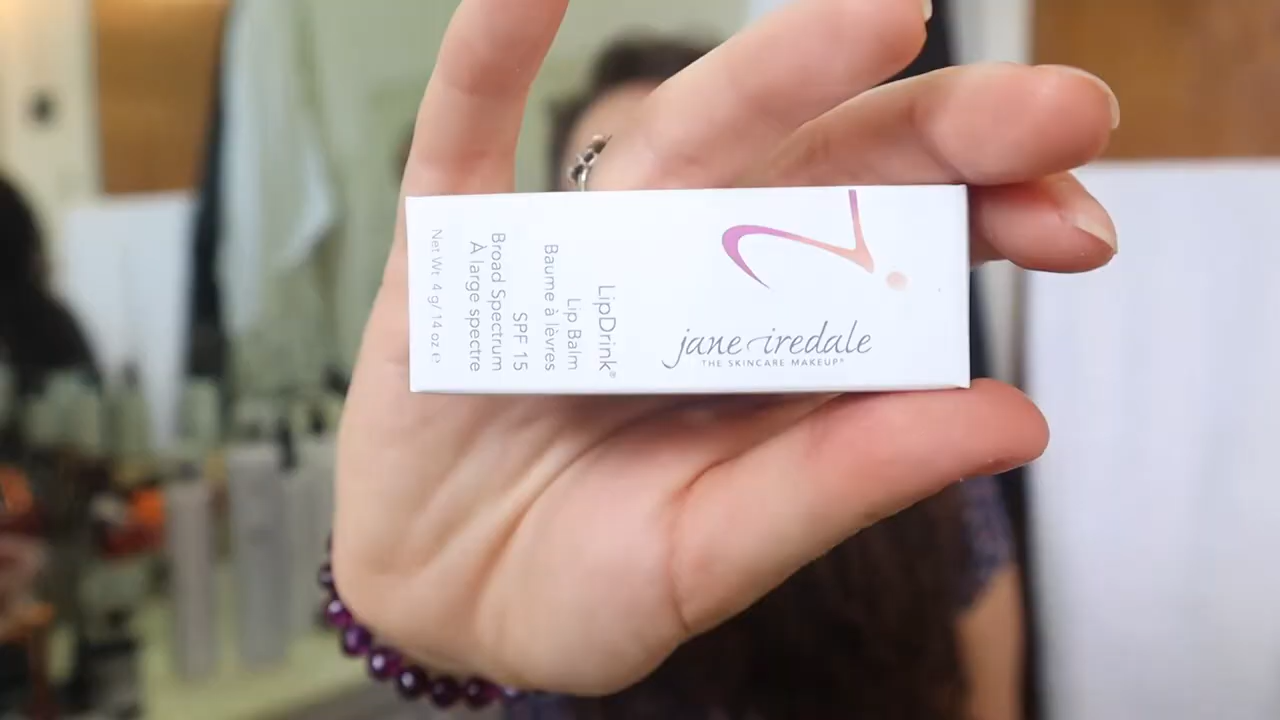 jane iredale
THE SKINCARE MAKEUP®
LipDrink®
Lip Balm
Baume à lèvres
SPF 15
Broad Spectrum
À large spectre
Net Wt. 4 g/.14 oz ℮